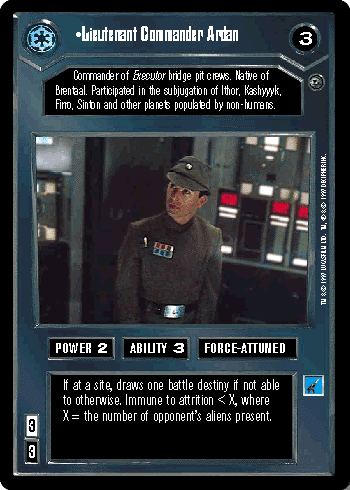 •Lieutenant Commander Ardan
3
Commander of Executor bridge pit crews. Native of
Brentaal. Participated in the subjugation of Ithor, Kashyyyk,
Firro, Sinton and other planets populated by non-humans.
POWER 2
ABILITY 3
FORCE-ATTUNED
If at a site, draws one battle destiny if not able
to otherwise. Immune to attrition < X, where
X = the number of opponent's aliens present.
3
3